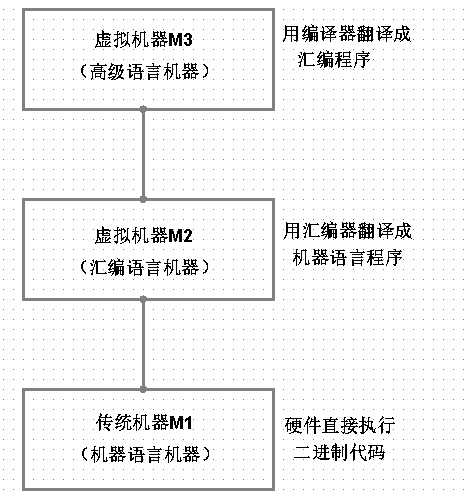 虚拟机器M3
（高级语言机器）
用编译器翻译成
汇编程序
虚拟机器M2
（汇编语言机器）
用汇编器翻译成
机器语言程序
传统机器M1
（机器语言机器）
硬件直接执行
二进制代码